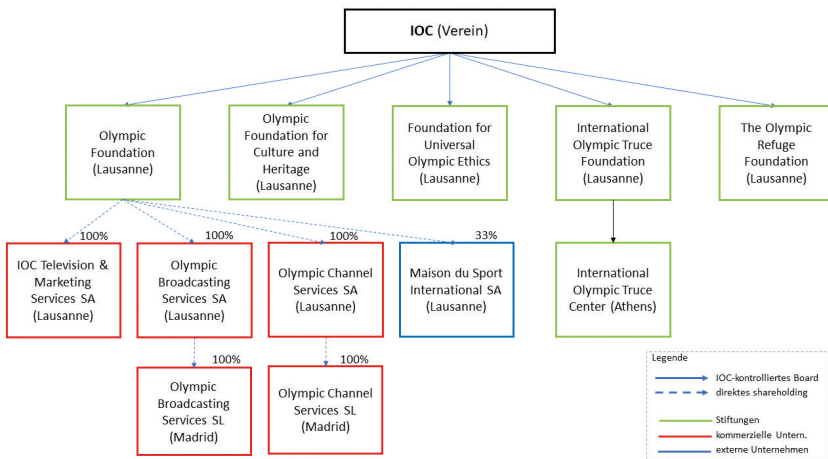 IOC (Verein)
Olympic
Foundation
(Lausanne)
Olympic
Foundation for
Culture and
Heritage
(Lausanne)
Foundation for
Universal
Olympic Ethics
(Lausanne)
International
Olympic Truce
Foundation
(Lausanne)
The Olympic
Refuge
Foundation
(Lausanne)
100%
IOC Television &
Marketing
Services SA
(Lausanne)
100%
Olympic
Broadcasting
Services SA
(Lausanne)
100%
Olympic Channel
Services SA
(Lausanne)
33%
Maison du Sport
International SA
(Lausanne)
International
Olympic Truce
Center (Athens)
100%
Olympic
Broadcasting
Services SL
(Madrid)
100%
Olympic Channel
Services SL
(Madrid)
Legende
IOC-kontrolliertes Board
direktes shareholding
Stiftungen
kommerzielle Untern.
externe Unternehmen